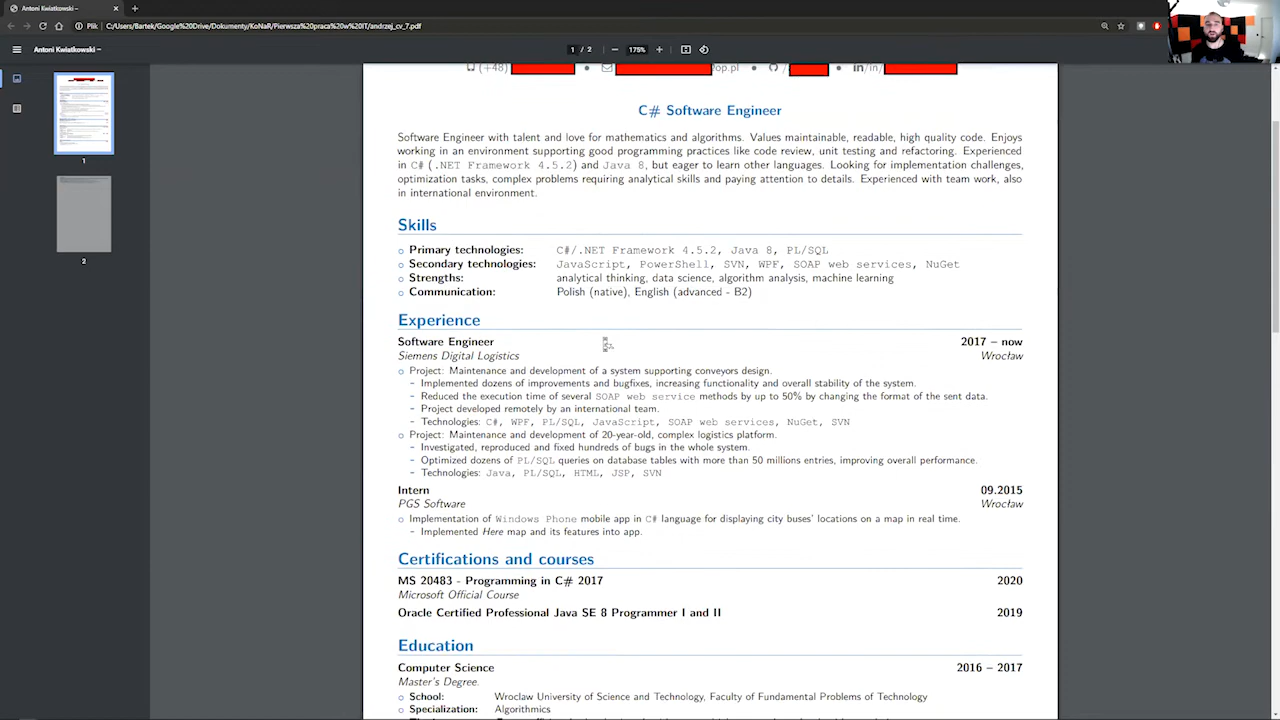 Antoni Kwiatkowski –
Plik
C:/Users/Bartek/Google%20Drive/Dokumenty/KoNaR/Pierwsza%20praca%20w%20IT/andrzej_cv_7.pdf
Antoni Kwiatkowski –
1 / 2
175%
1
2
(+48)
pop.pl
in/
C# Software Engineer
Software Engineer with talent and love for mathematics and algorithms. Values maintainable, readable, high quality code. Enjoys
working in an environment supporting good programming practices like code review, unit testing and refactoring. Experienced
in C# (.NET Framework 4.5.2) and Java 8, but eager to learn other languages. Looking for implementation challenges,
optimization tasks, complex problems requiring analytical skills and paying attention to details. Experienced with team work, also
in international environment.
Skills
Primary technologies: C#/.NET Framework 4.5.2, Java 8, PL/SQL
Secondary technologies: JavaScript, PowerShell, SVN, WPF, SOAP web services, NuGet
Strengths: analytical thinking, data science, algorithm analysis, machine learning
Communication: Polish (native), English (advanced - B2)
Experience
Software Engineer 2017 – now
Siemens Digital Logistics Wrocław
Project: Maintenance and development of a system supporting conveyors design.
- Implemented dozens of improvements and bugfixes, increasing functionality and overall stability of the system.
- Reduced the execution time of several SOAP web service methods by up to 50% by changing the format of the sent data.
- Project developed remotely by an international team.
- Technologies: C#, WPF, PL/SQL, JavaScript, SOAP web services, NuGet, SVN
Project: Maintenance and development of 20-year-old, complex logistics platform.
- Investigated, reproduced and fixed hundreds of bugs in the whole system.
- Optimized dozens of PL/SQL queries on database tables with more than 50 millions entries, improving overall performance.
- Technologies: Java, PL/SQL, HTML, JSP, SVN
Intern 09.2015
PGS Software Wrocław
Implementation of Windows Phone mobile app in C# language for displaying city buses' locations on a map in real time.
- Implemented Here map and its features into app.
Certifications and courses
MS 20483 - Programming in C# 2017 2020
Microsoft Official Course
Oracle Certified Professional Java SE 8 Programmer I and II 2019
Education
Computer Science 2016 – 2017
Master's Degree.
School: Wroclaw University of Science and Technology, Faculty of Fundamental Problems of Technology
Specialization: Algorithmics